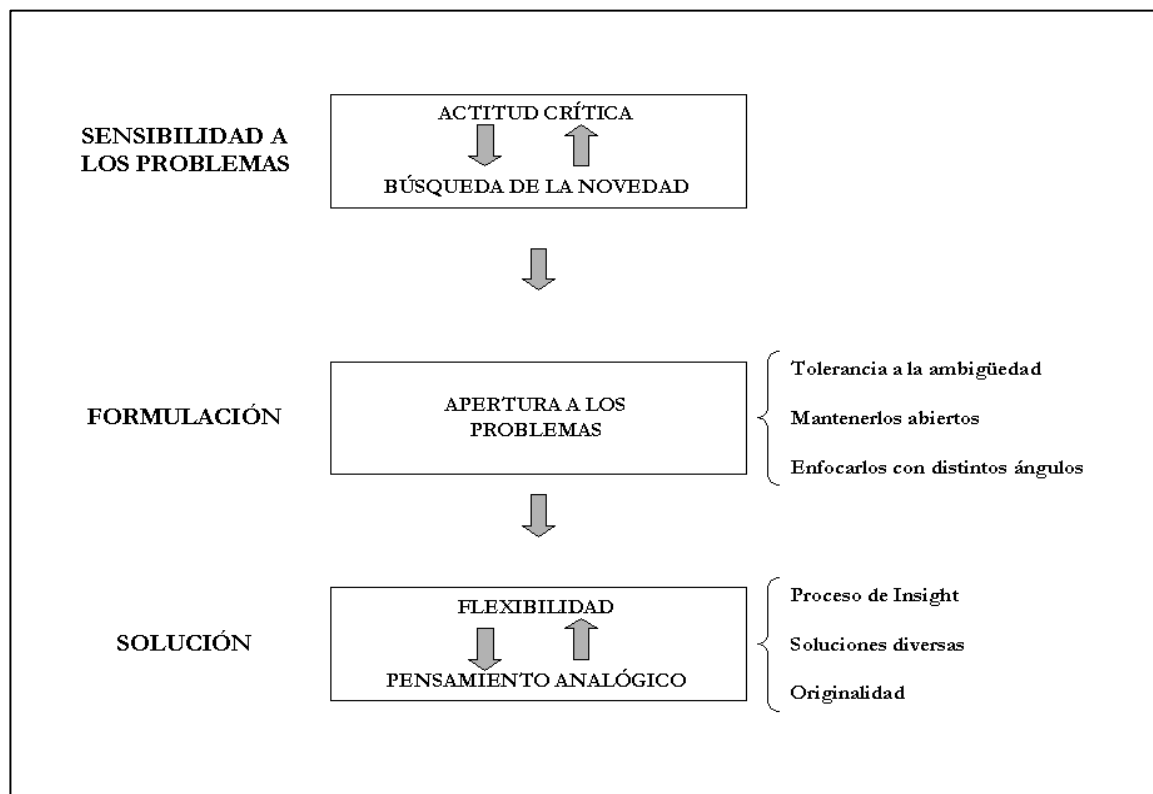 SENSIBILIDAD A
LOS PROBLEMAS
ACTITUD CRÍTICA
BÚSQUEDA DE LA NOVEDAD
FORMULACIÓN
APERTURA A LOS
PROBLEMAS
Tolerancia a la ambigüedad
Mantenerlos abiertos
Enfocarlos con distintos ángulos
SOLUCIÓN
FLEXIBILIDAD
PENSAMIENTO ANALÓGICO
Proceso de Insight
Soluciones diversas
Originalidad